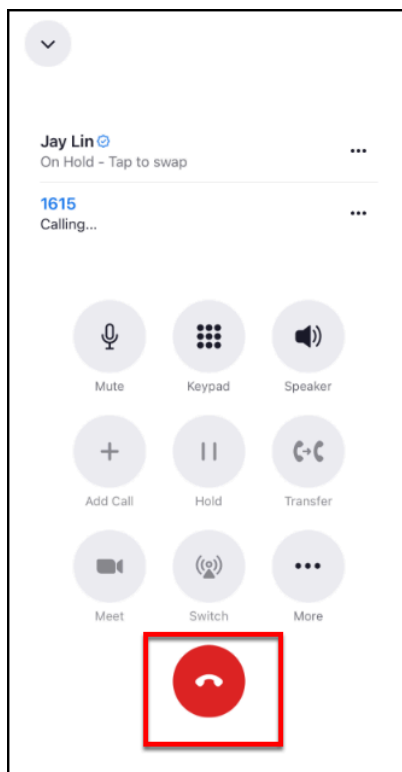 Jay Lin
On Hold - Tap to swap
1615
Calling...
Mute Keypad Speaker
Add Call Hold Transfer
Meet Switch More